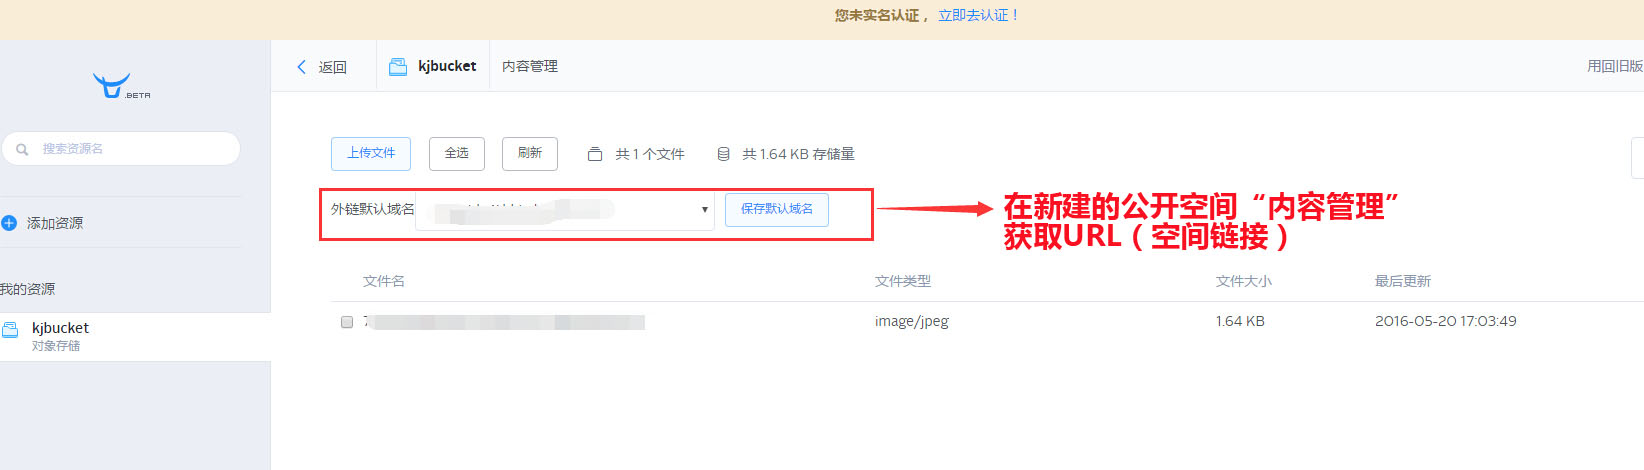 您未实名认证， 立即去认证！
返回
kjbucket
内容管理
用回旧版
.BETA
搜索资源名
上传文件
全选
刷新
共 1 个文件
共 1.64 KB 存储量
外链默认域名
保存默认域名
在新建的公开空间“内容管理”
获取URL（空间链接）
添加资源
我的资源
kjbucket
对象存储
文件名
文件类型
文件大小
最后更新
image/jpeg
1.64 KB
2016-05-20 17:03:49